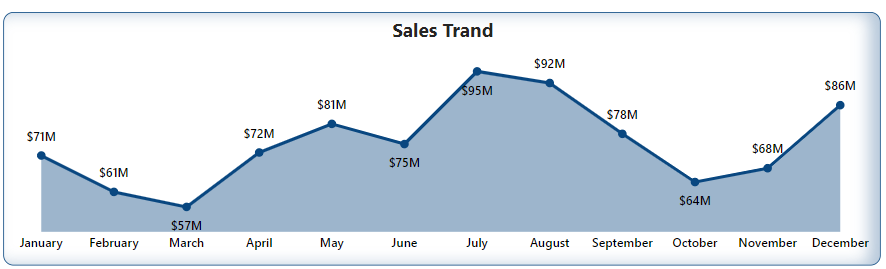 Sales Trand
$71M
$61M
$57M
$72M
$81M
$75M
$95M
$92M
$78M
$64M
$68M
$86M
January February March April May June July August September October November December